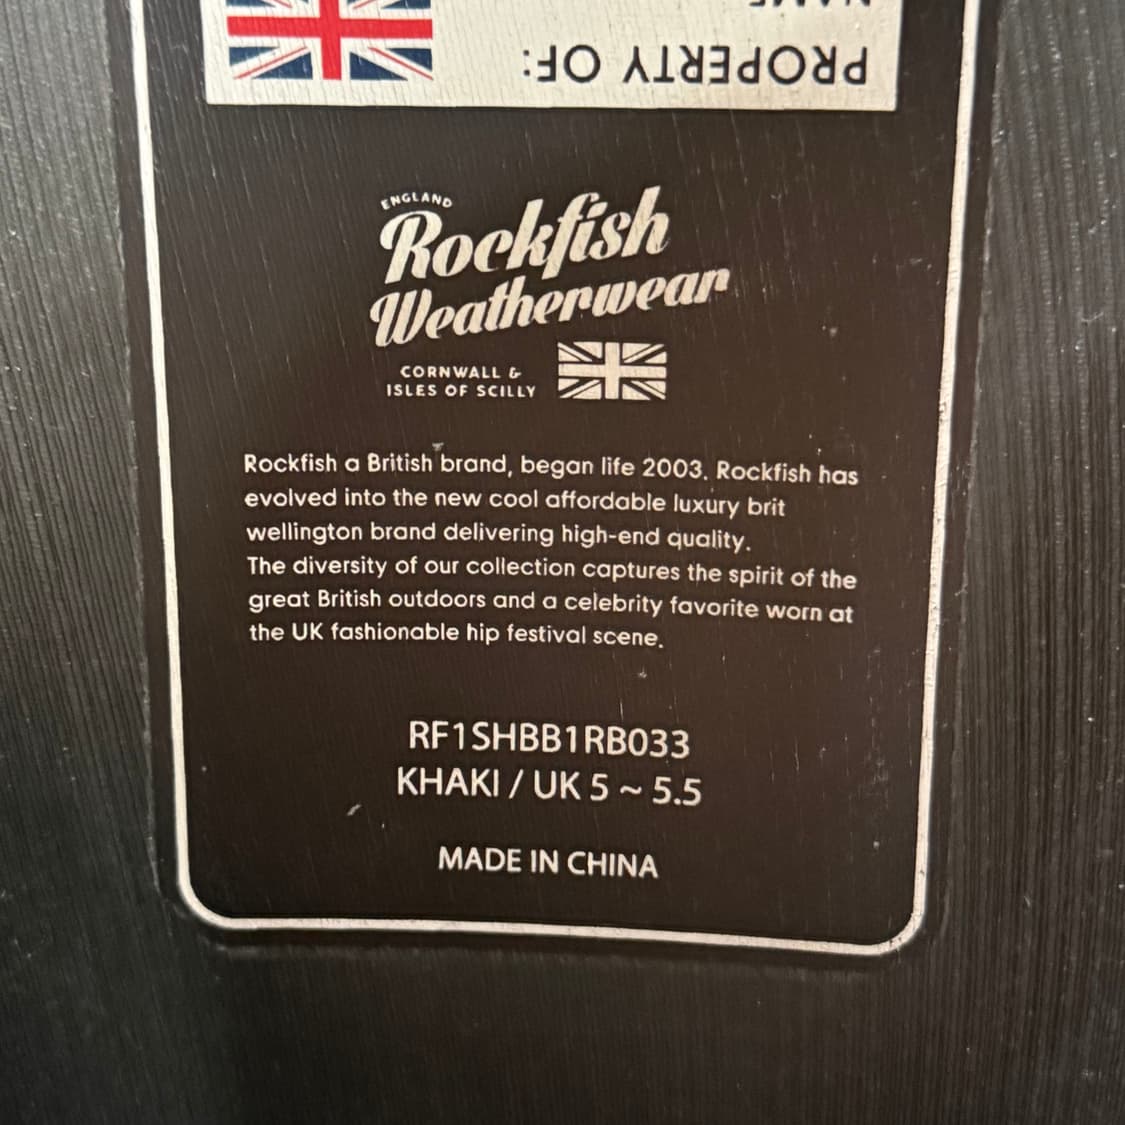 NAME
PROPERTY OF:
ENGLAND
Rockfish
Weatherwear
CORNWALL &
ISLES OF SCILLY
Rockfish a British brand, began life 2003. Rockfish has
evolved into the new cool affordable luxury brit
wellington brand delivering high-end quality.
The diversity of our collection captures the spirit of the
great British outdoors and a celebrity favorite worn at
the UK fashionable hip festival scene.
RF1SHBB1RB033
KHAKI / UK 5 ~ 5.5
MADE IN CHINA